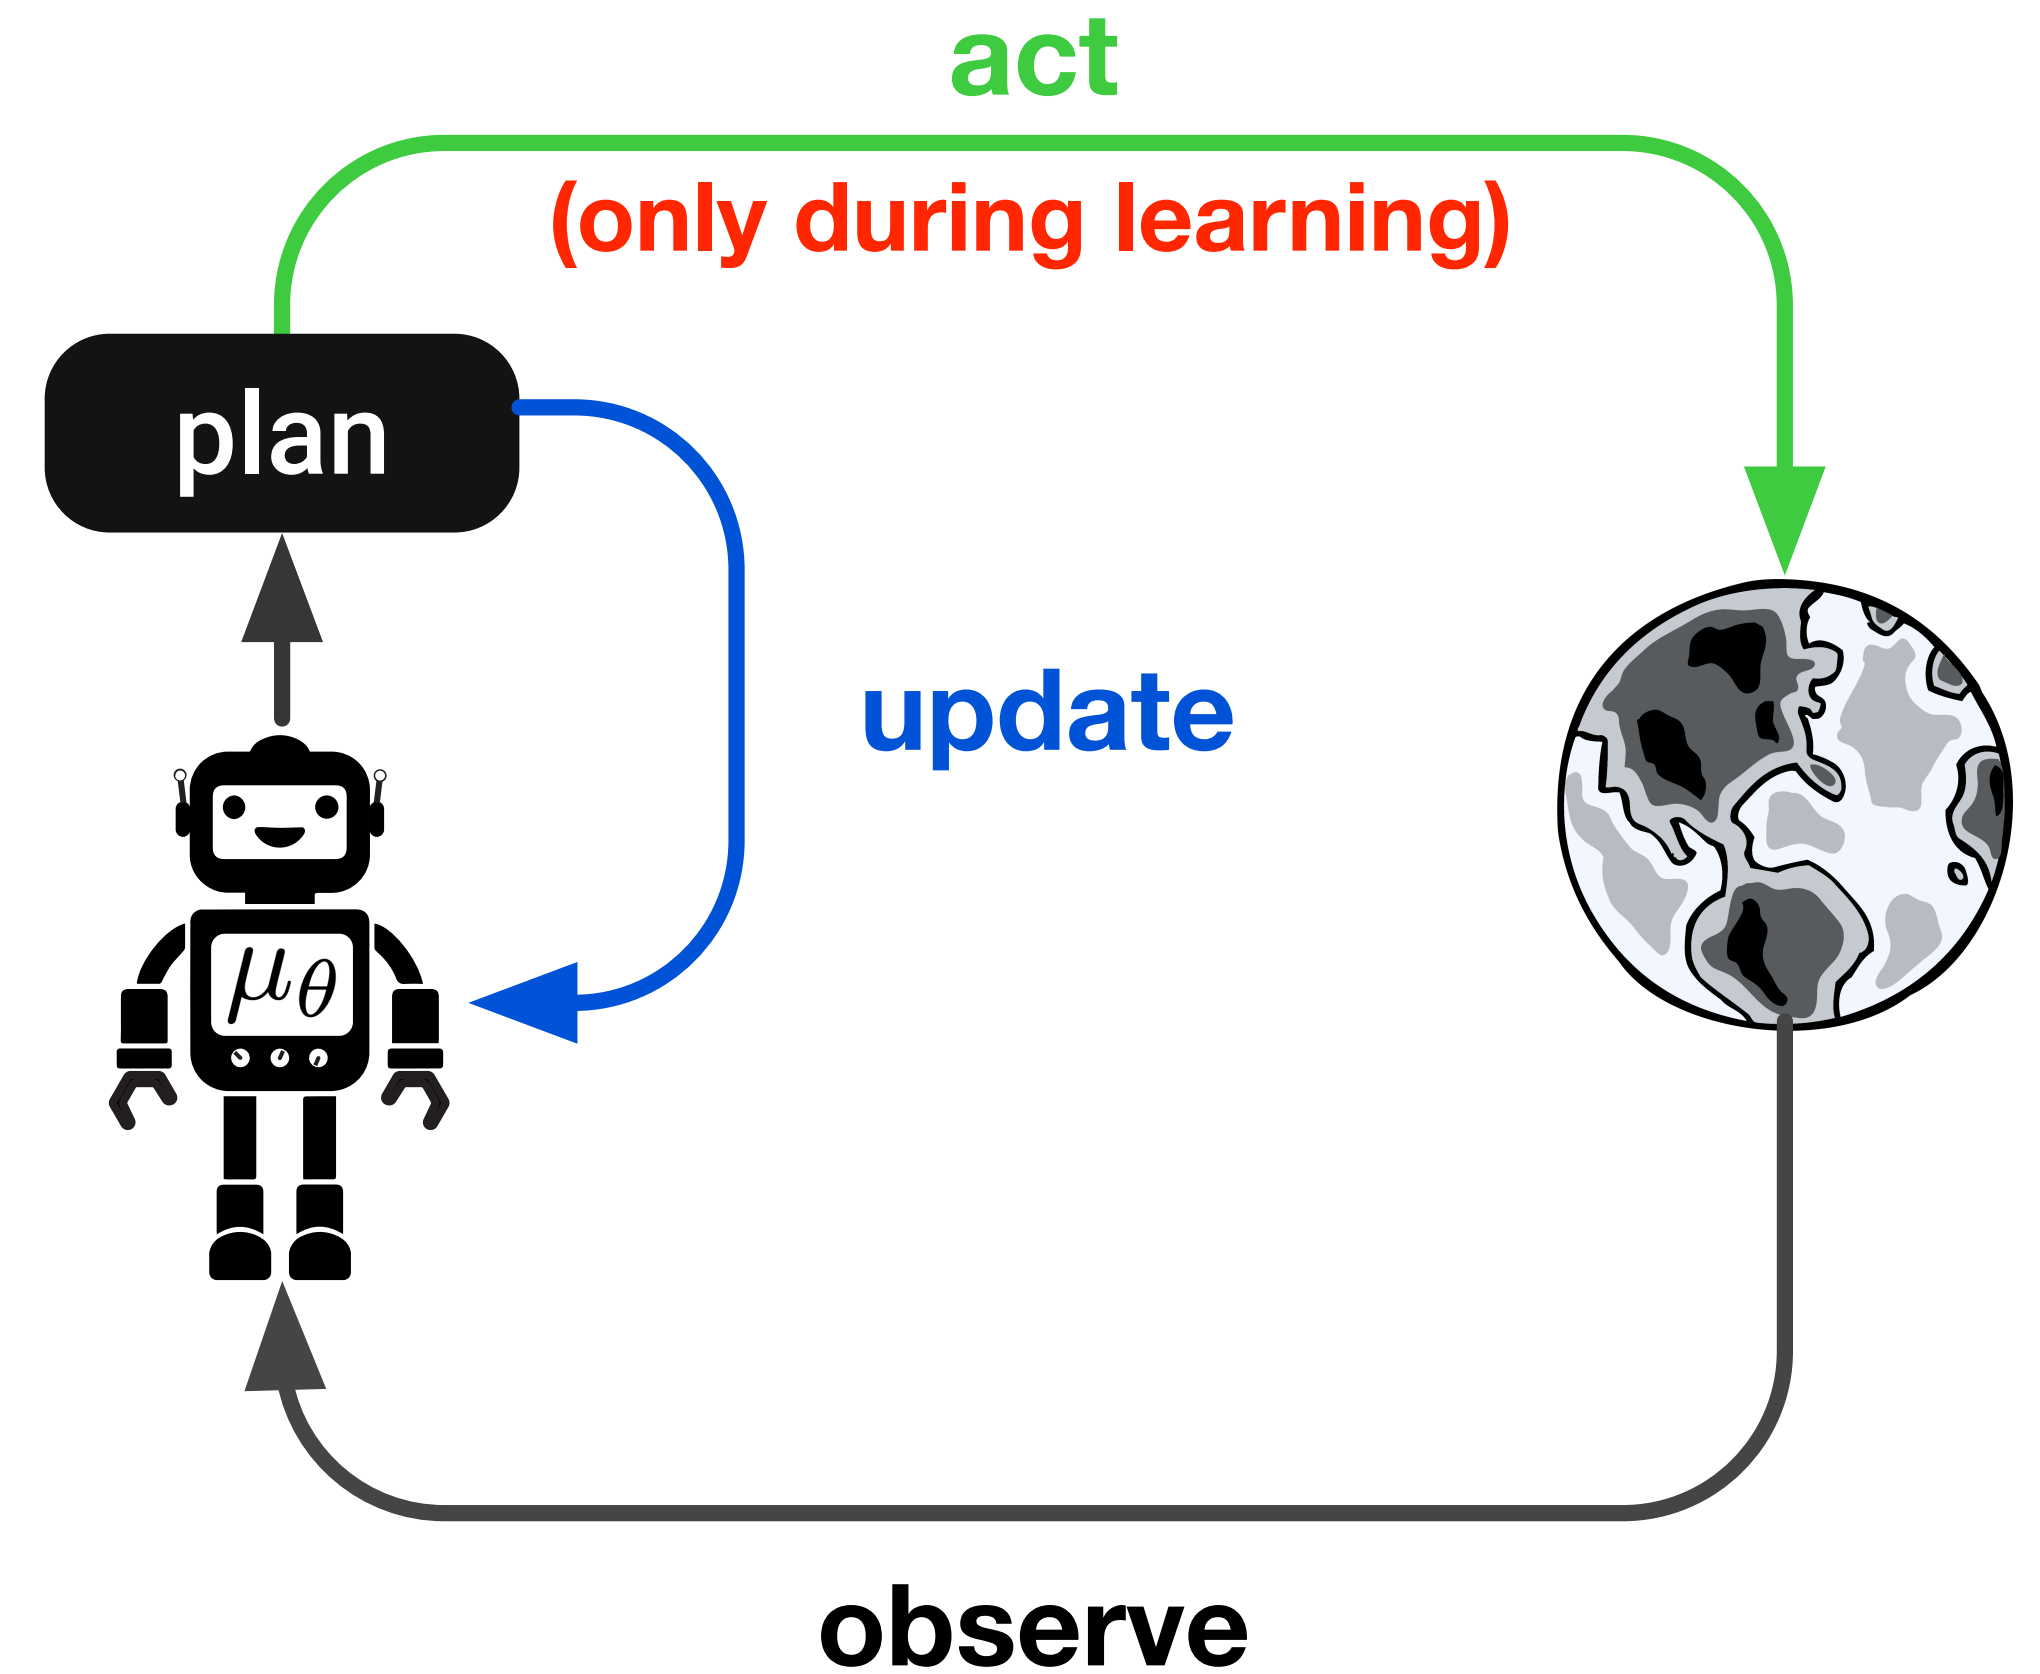 act
(only during learning)
plan
update
μθ
observe